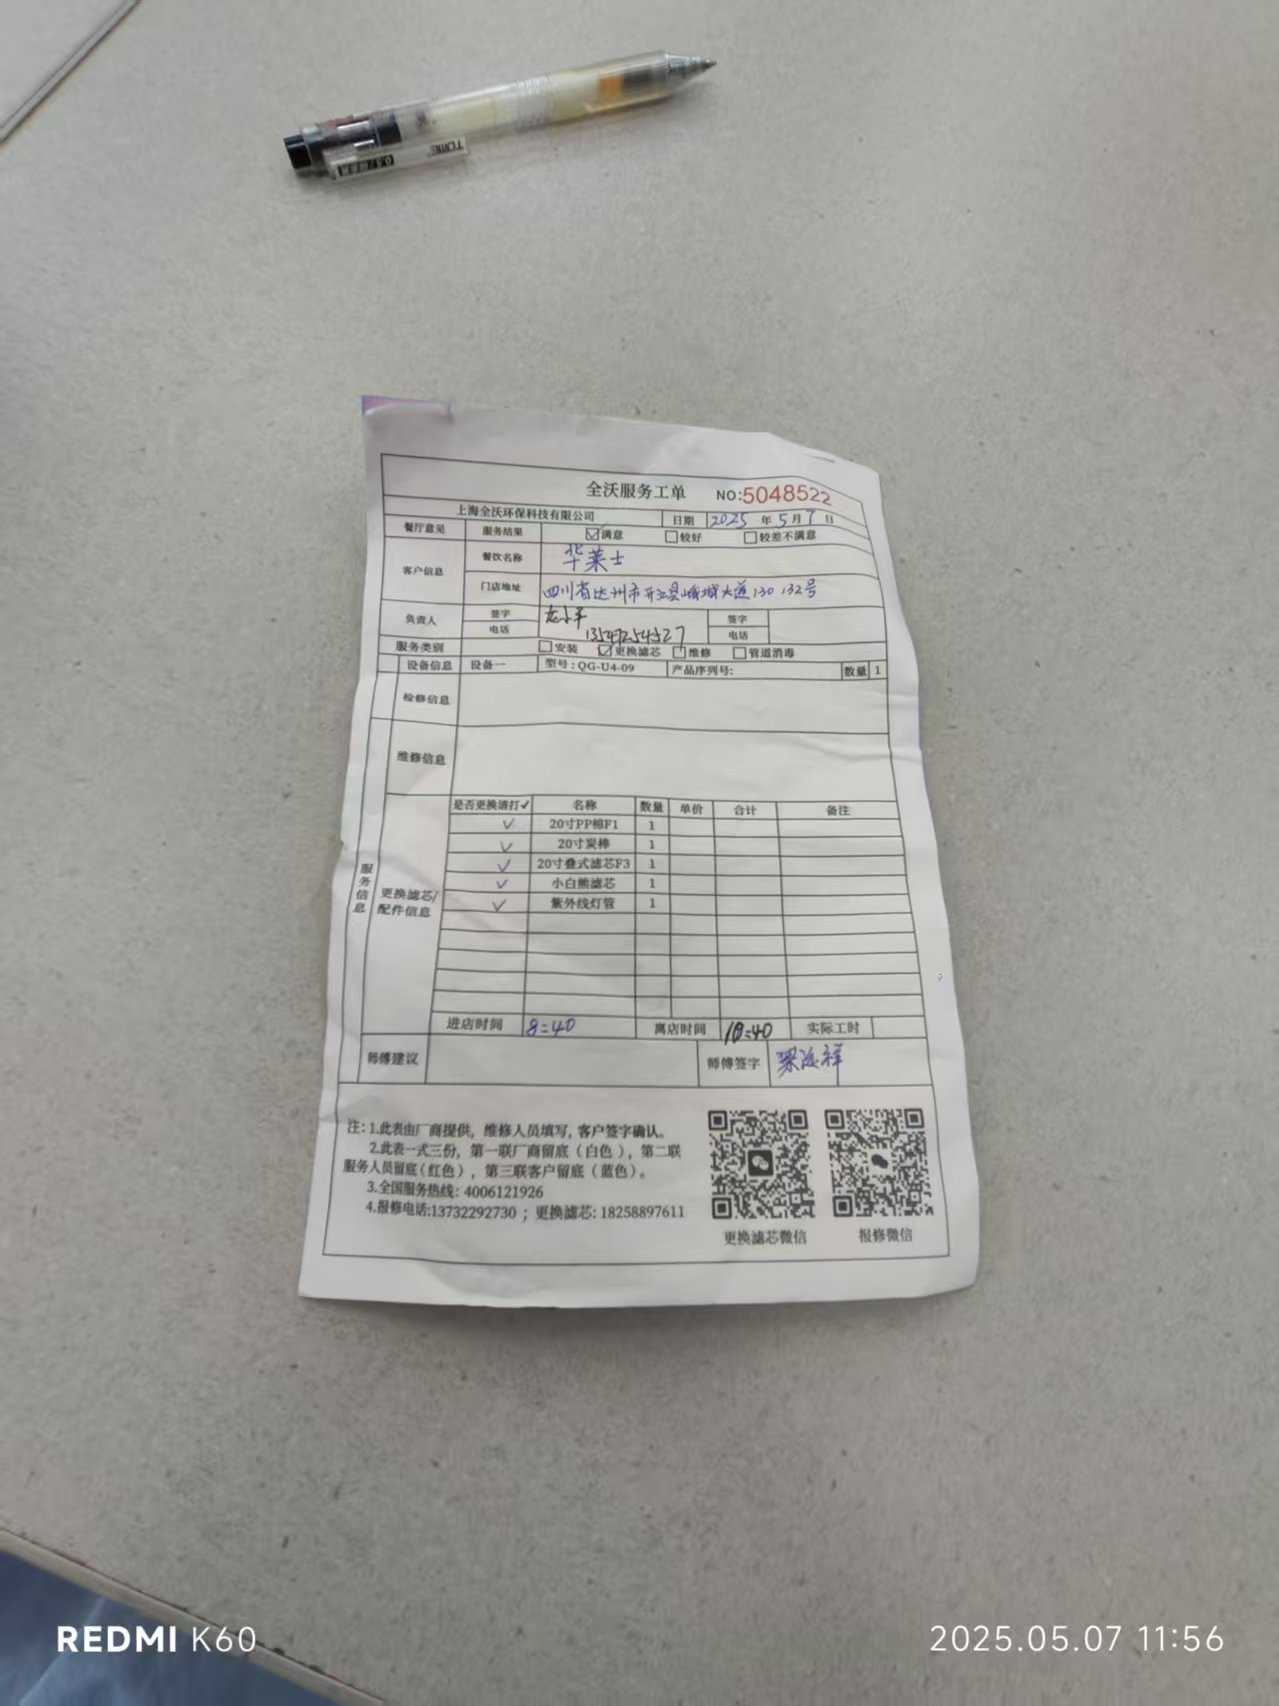 全沃服务工单 NO:5048522
上海全沃环保科技有限公司 日期 2025 年 5 月 7 日
餐厅意见 服务结果 ☑满意 □较好 □较差不满意
客户信息 餐饮名称 华莱士
门店地址 四川省达州市开江县峨城大道130 132号
负责人 签字 龙小平 签字
电话 13547254527 电话
服务类别 □安装 ☑更换滤芯 □维修 □管道消毒
设备信息 设备一 型号:QG-U4-09 产品序列号: 数量 1
检修信息
维修信息
服务信息
更换滤芯/配件信息
是否更换请打✓ 名称 数量 单价 合计 备注
✓ 20寸PP棉F1 1
✓ 20寸炭棒 1
✓ 20寸叠式滤芯F3 1
✓ 小白熊滤芯 1
✓ 紫外线灯管 1
进店时间 8:40 离店时间 10:40 实际工时
师傅建议 师傅签字
注: 1.此表由厂商提供，维修人员填写，客户签字确认。
2.此表一式三份，第一联厂商留底（白色），第二联
服务人员留底（红色），第三联客户留底（蓝色）。
3.全国服务热线: 4006121926
4.报修电话:13732292730 ; 更换滤芯: 18258897611
更换滤芯微信 报修微信
REDMI K60
2025.05.07 11:56